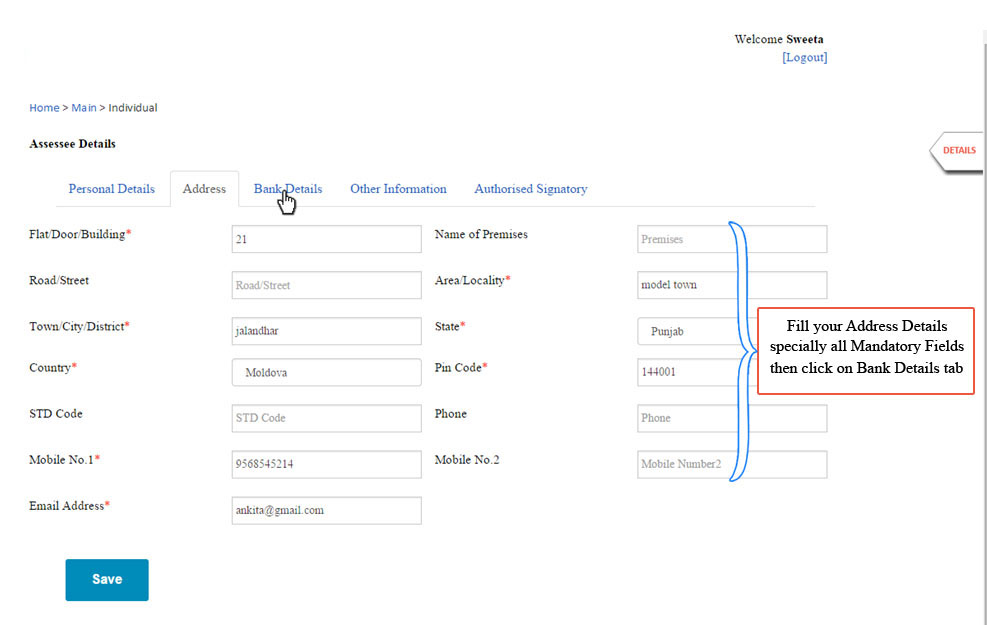 Welcome Sweeta
[Logout]
Home > Main > Individual
Assessee Details
DETAILS
Personal Details Address Bank Details Other Information Authorised Signatory
Flat/Door/Building* 21 Name of Premises Premises
Road/Street Road/Street Area/Locality* model town
Town/City/District* jalandhar State* Punjab
Country* Moldova Pin Code* 144001
STD Code STD Code Phone Phone
Mobile No.1* 9568545214 Mobile No.2 Mobile Number2
Email Address* ankita@gmail.com
Fill your Address Details
specially all Mandatory Fields
then click on Bank Details tab
Save